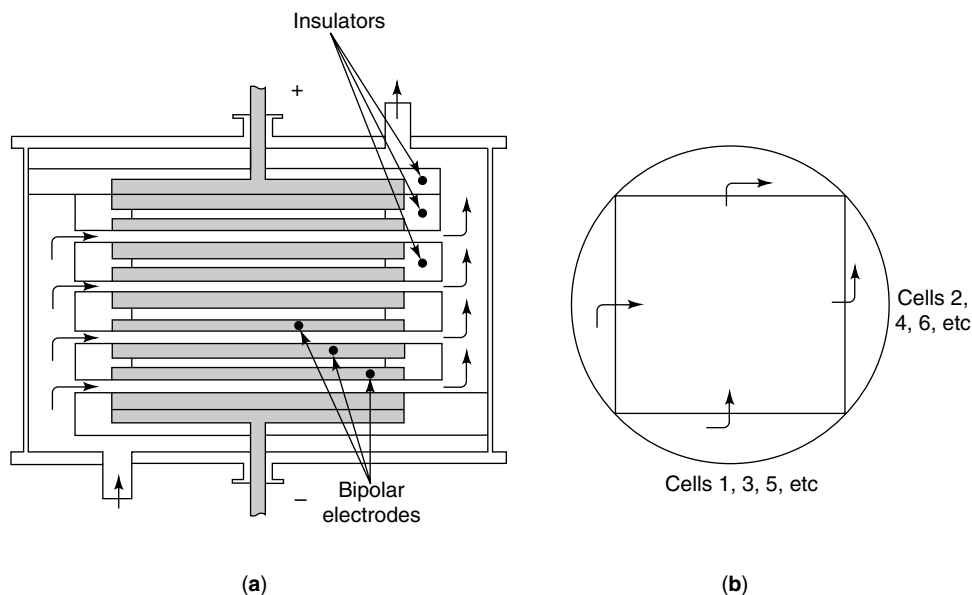 Insulators
+
–
Bipolar
electrodes
(a)
Cells 2,
4, 6, etc
Cells 1, 3, 5, etc
(b)